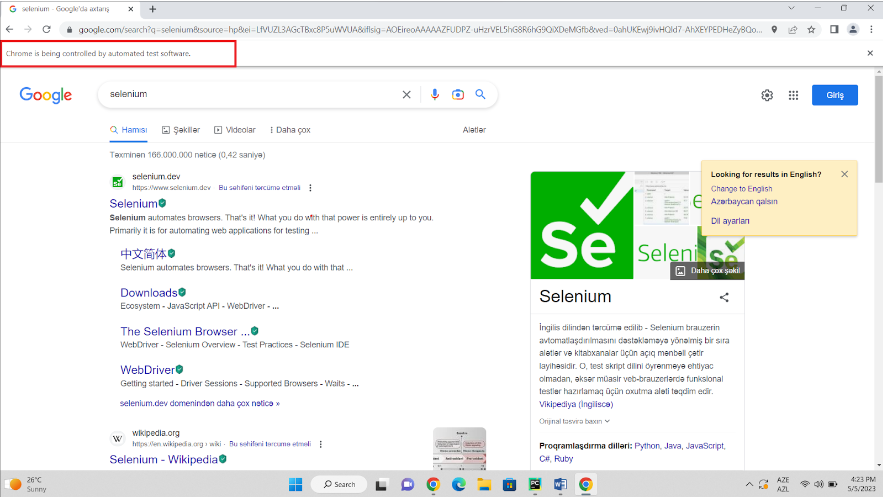 selenium - Google'da axtarış
google.com/search?q=selenium&source=hp&ei=LfVUZL3AGcTBxc8P5uWVUA&iflsig=AOEireoAAAAAZFUDPZ-uHzrVEL5hG8R6hG9QiXDeMGfb&ved=0ahUKEwj9ivHQId7-AhXEYPEDHeZyBQo...
Chrome is being controlled by automated test software.
Google
selenium
Giriş
Hamısı
Şəkillər
Videolar
Daha çox
Alətlər
Təxminən 166.000.000 nəticə (0,42 saniyə)
selenium.dev
https://www.selenium.dev Bu səhifəni tərcümə etməli
Selenium
Selenium automates browsers. That's it! What you do with that power is entirely up to you.
Primarily it is for automating web applications for testing ...
中文简体
Selenium automates browsers. That's it! What you do with that ...
Downloads
Ecosystem - JavaScript API - WebDriver - ...
The Selenium Browser ...
WebDriver - Selenium Overview - Test Practices - Selenium IDE
WebDriver
Getting started - Driver Sessions - Supported Browsers - Waits - ...
selenium.dev domenindən daha çox nəticə »
W
wikipedia.org
https://en.wikipedia.org › wiki Bu səhifəni tərcümə etməli
Selenium - Wikipedia
Looking for results in English?
Change to English
Azərbaycan qalsın
Dil ayarları
Se
Selenium
Daha çox şəkil
Selenium
İngilis dilindən tərcümə edilib - Selenium brauzerin
avtomatlaşdırılmasını dəstəkləməyə yönəlmiş bir sıra
alətlər və kitabxanalar üçün açıq mənbəli çətir
layihəsidir. O, test skript dilini öyrənməyə ehtiyac
olmadan, əksər müasir veb-brauzerlərdə funksional
testlər hazırlamaq üçün oxutma aləti təqdim edir.
Vikipediya (İngiliscə)
Orijinal təsvirə baxın
Proqramlaşdırma dilləri: Python, Java, JavaScript,
C#, Ruby
26°C
Sunny
Search
AZE
AZL
4:23 PM
5/5/2023